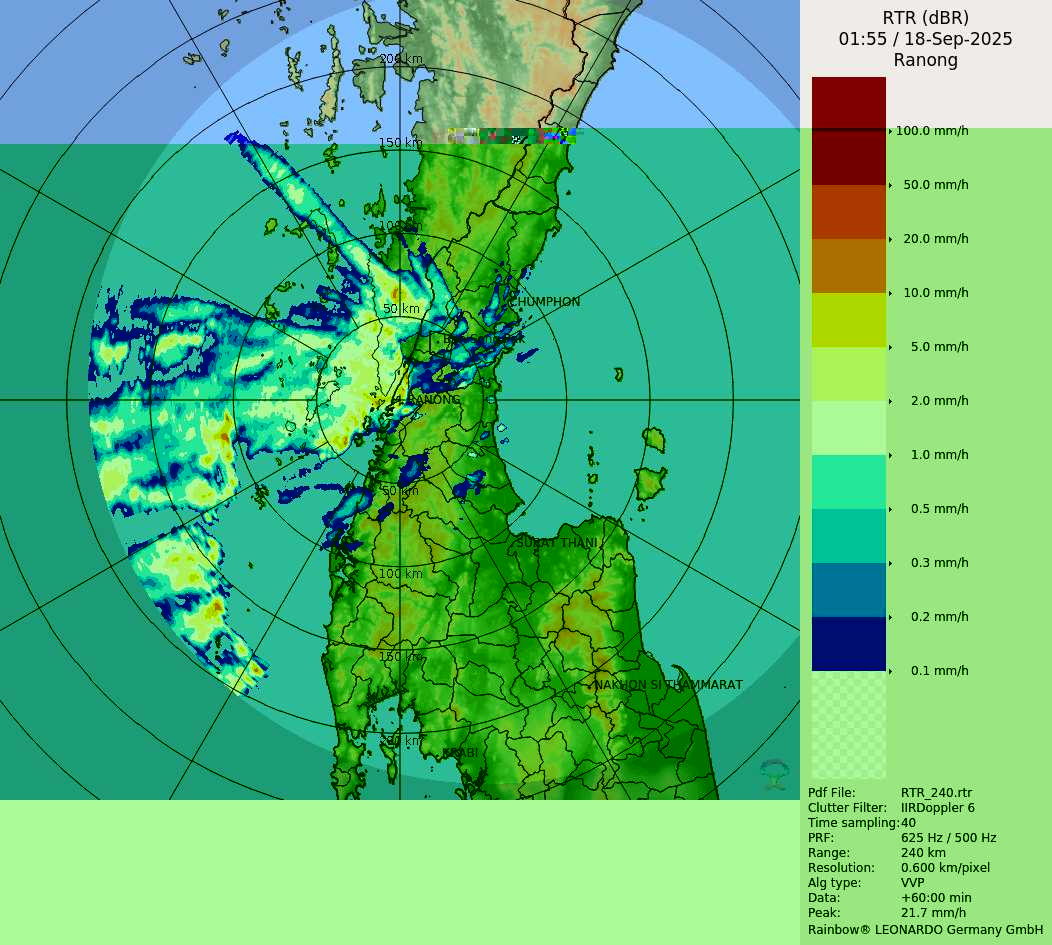 RTR (dBR)
01:55 / 18-Sep-2025
Ranong
100.0 mm/h
50.0 mm/h
20.0 mm/h
10.0 mm/h
5.0 mm/h
2.0 mm/h
1.0 mm/h
0.5 mm/h
0.3 mm/h
0.2 mm/h
0.1 mm/h
200 km
150 km
100 km
50 km
CHUMPHON
RANONG
50 km
SURAT THANI
100 km
150 km
NAKHON SI THAMMARAT
200 km
KRABI
Pdf File: RTR_240.rtr
Clutter Filter: IIRDoppler 6
Time sampling:40
PRF: 625 Hz / 500 Hz
Range: 240 km
Resolution: 0.600 km/pixel
Alg type: VVP
Data: +60:00 min
Peak: 21.7 mm/h
Rainbow® LEONARDO Germany GmbH